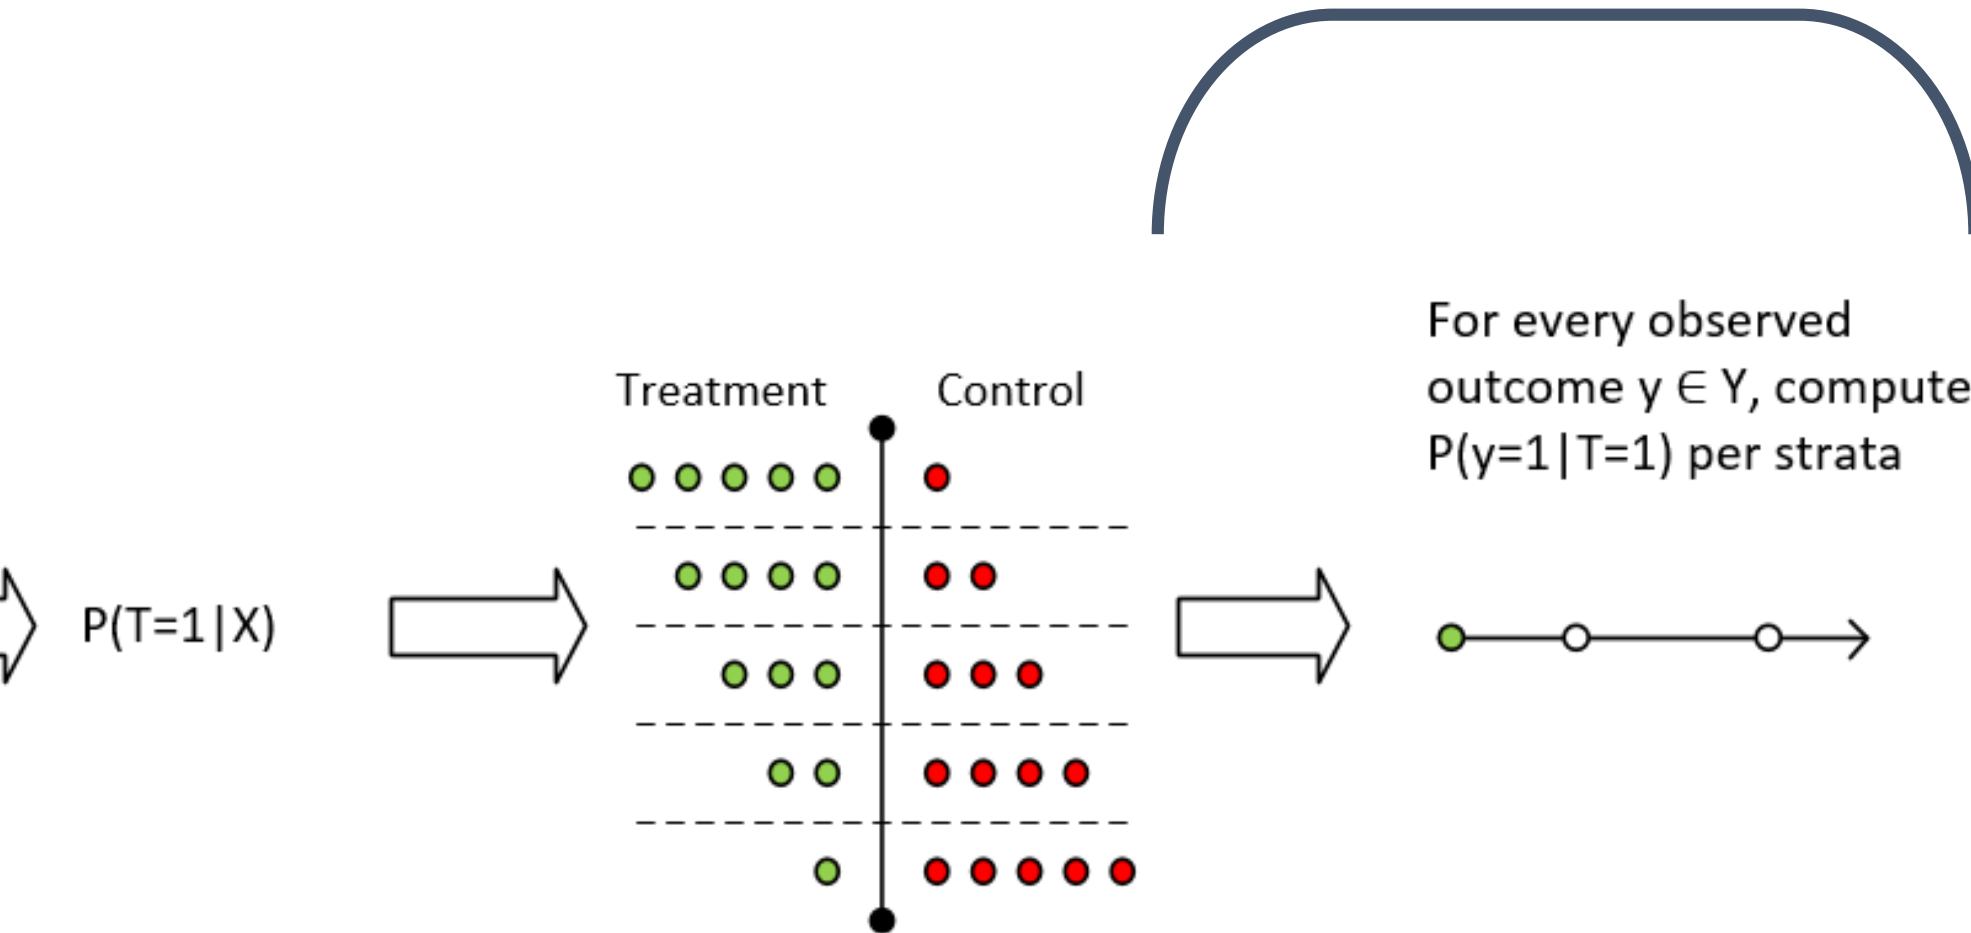 P(T=1|X)
Treatment
Control
For every observed
outcome y ∈ Y, compute
P(y=1|T=1) per strata